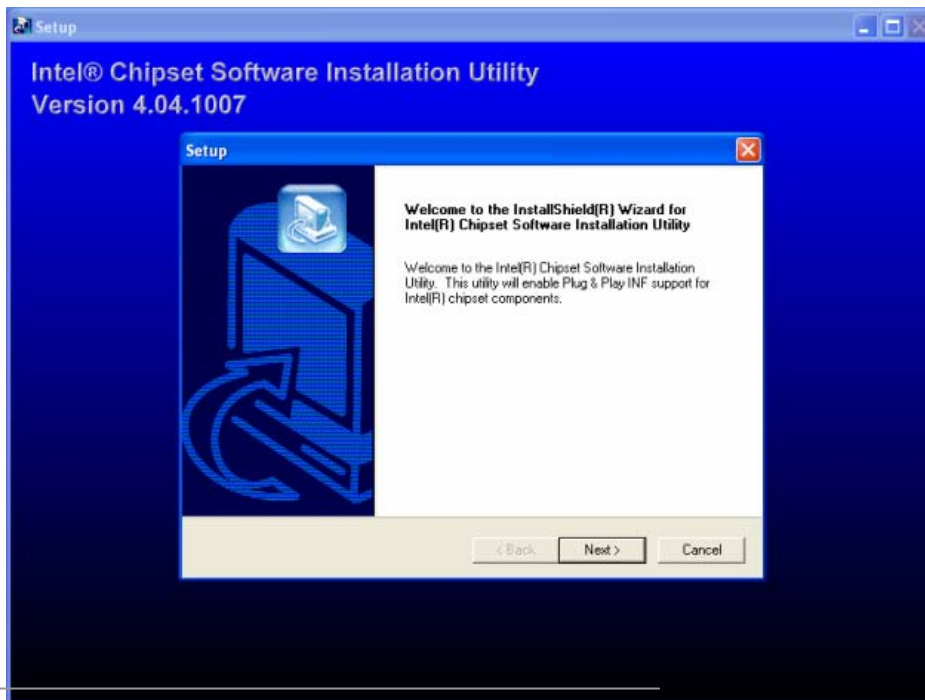 Setup
Intel® Chipset Software Installation Utility
Version 4.04.1007
Setup
Welcome to the InstallShield(R) Wizard for
Intel(R) Chipset Software Installation Utility
Welcome to the Intel(R) Chipset Software Installation
Utility. This utility will enable Plug & Play INF support for
Intel(R) chipset components.
< Back
Next >
Cancel